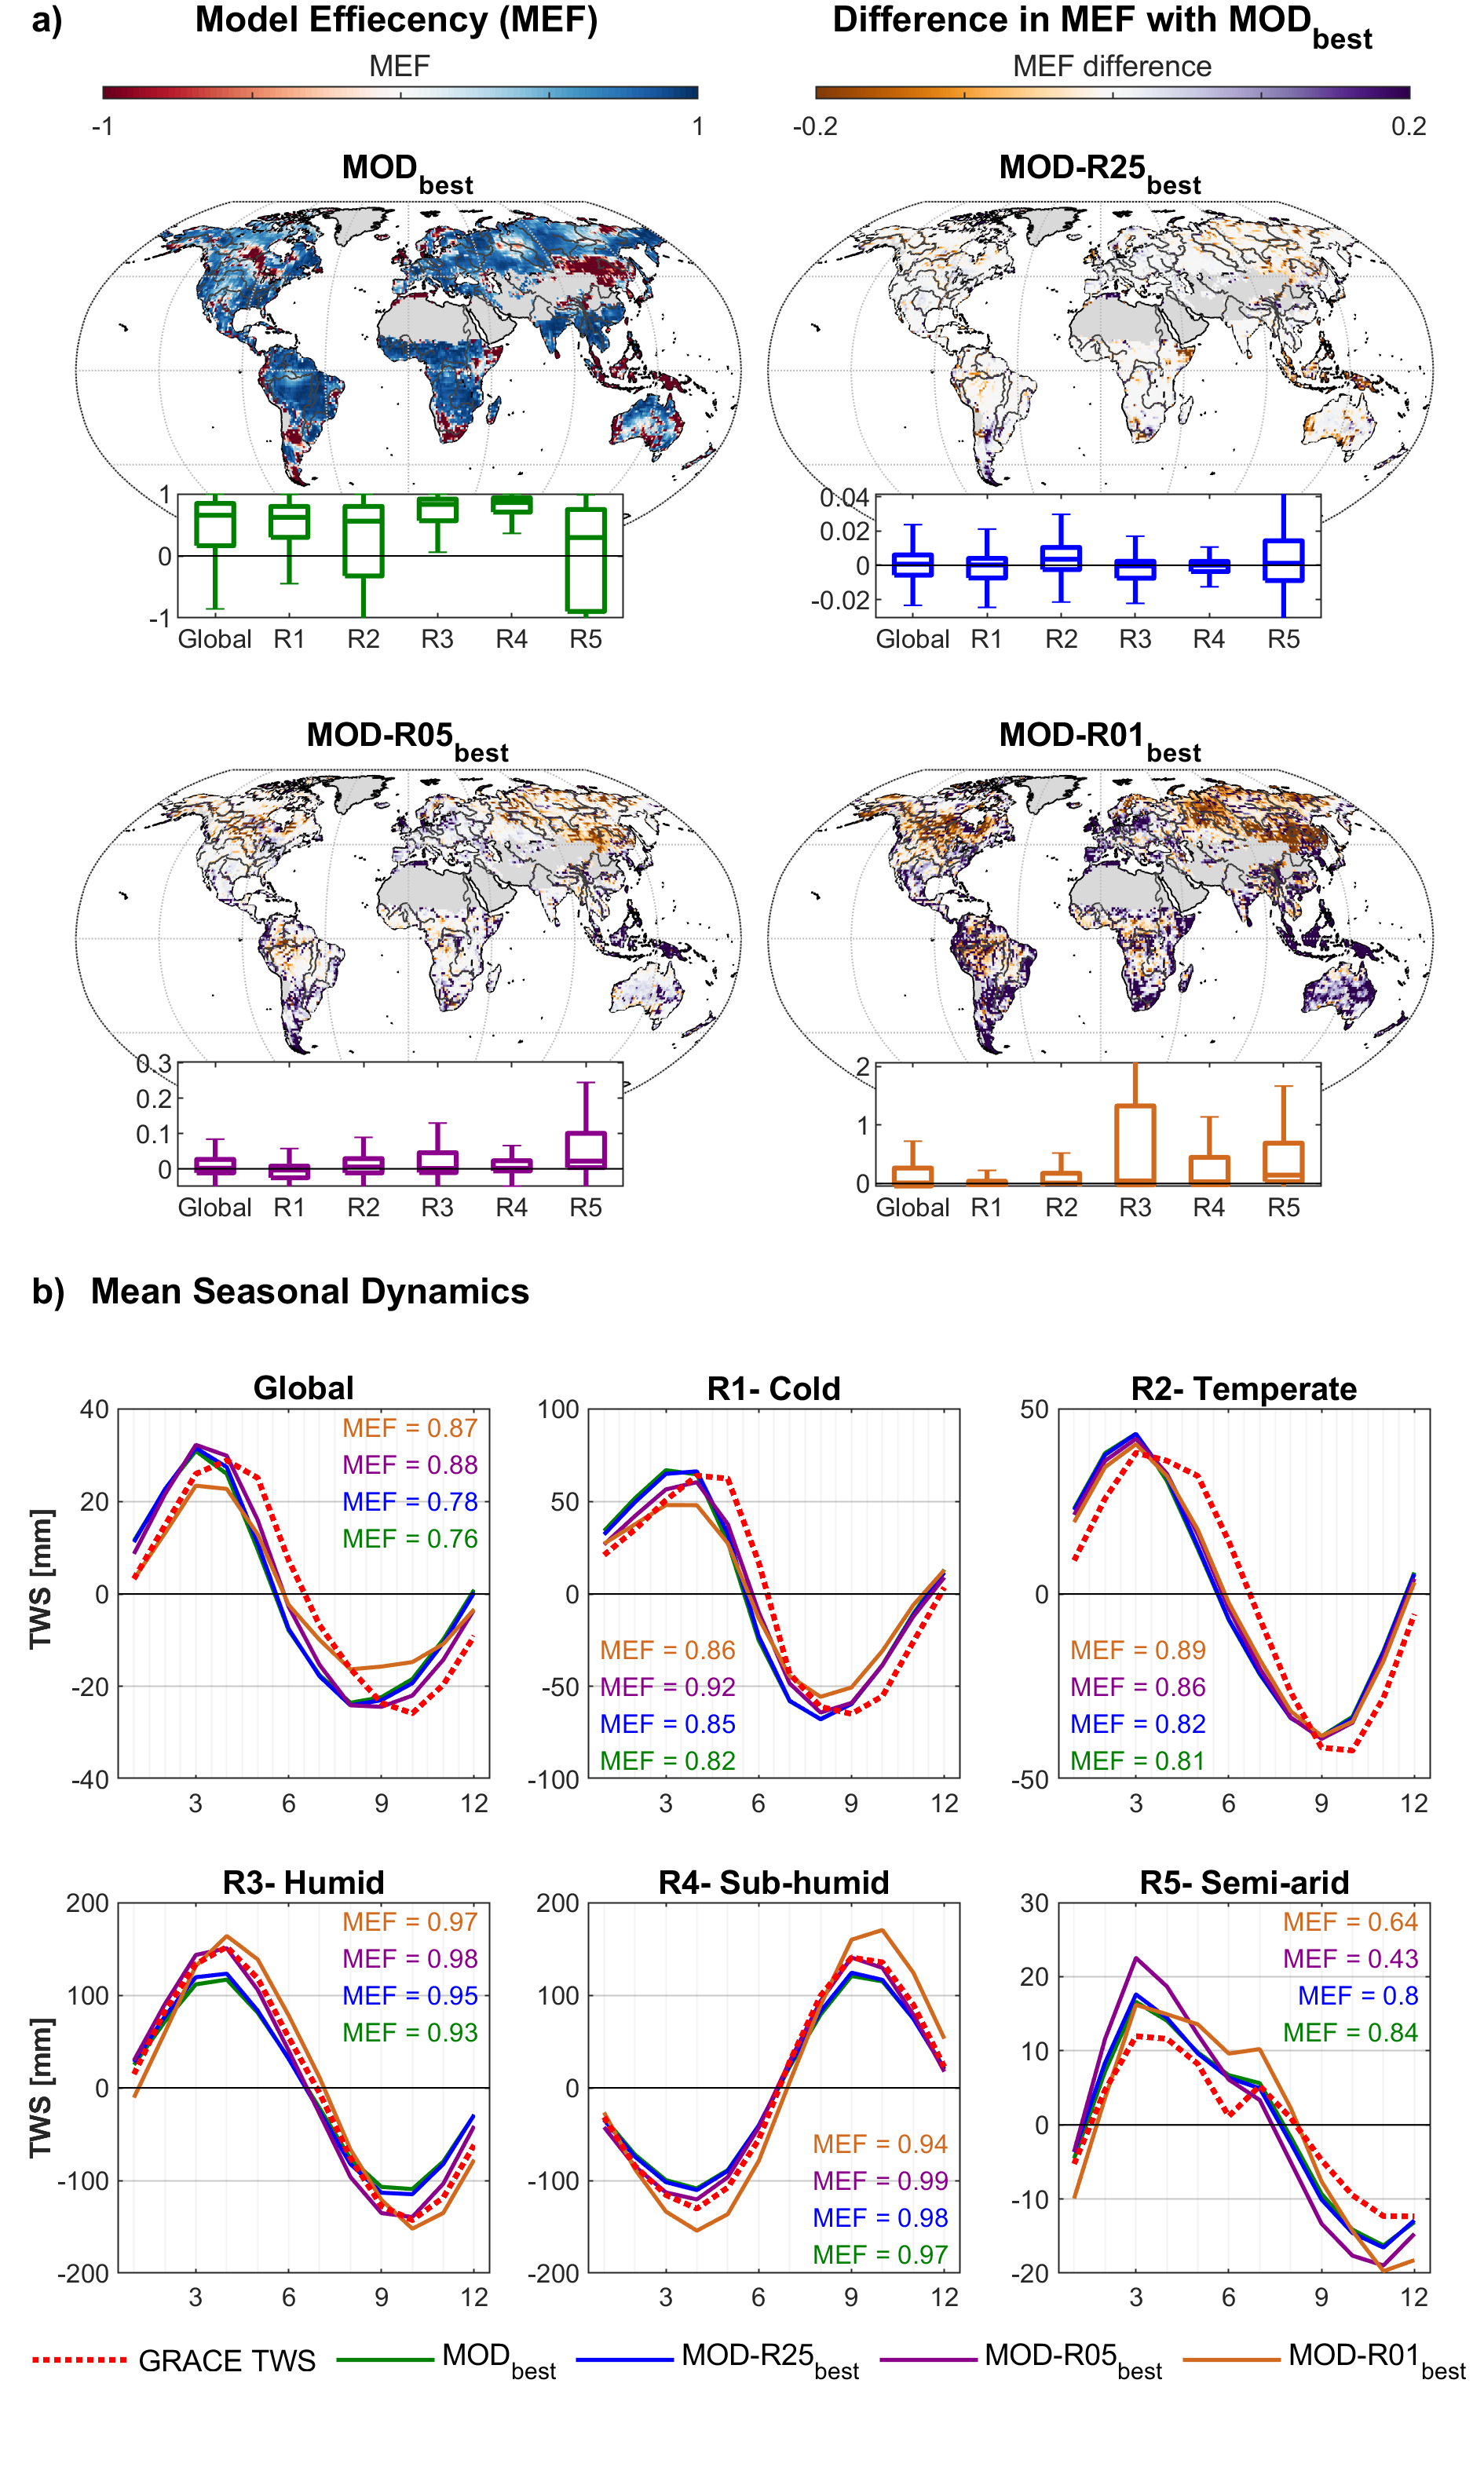 a) Model Effiecency (MEF) Difference in MEF with MODbest
MEF MEF difference
-1 1 -0.2 0.2
MODbest MOD-R25best
1 0.04
0.02
0 0
-0.02
-1
Global R1 R2 R3 R4 R5 Global R1 R2 R3 R4 R5
MOD-R05best MOD-R01best
0.3 2
0.2
0.1 1
0 0
Global R1 R2 R3 R4 R5 Global R1 R2 R3 R4 R5
b) Mean Seasonal Dynamics
Global
TWS [mm]
40
20
0
-20
-40
MEF = 0.87
MEF = 0.88
MEF = 0.78
MEF = 0.76
3 6 9 12
R1- Cold
100
50
0
-50
-100
MEF = 0.86
MEF = 0.92
MEF = 0.85
MEF = 0.82
3 6 9 12
R2- Temperate
50
0
-50
MEF = 0.89
MEF = 0.86
MEF = 0.82
MEF = 0.81
3 6 9 12
R3- Humid
TWS [mm]
200
100
0
-100
-200
MEF = 0.97
MEF = 0.98
MEF = 0.95
MEF = 0.93
3 6 9 12
R4- Sub-humid
200
100
0
-100
-200
MEF = 0.94
MEF = 0.99
MEF = 0.98
MEF = 0.97
3 6 9 12
R5- Semi-arid
30
20
10
0
-10
-20
MEF = 0.64
MEF = 0.43
MEF = 0.8
MEF = 0.84
3 6 9 12
GRACE TWS MODbest MOD-R25best MOD-R05best MOD-R01best